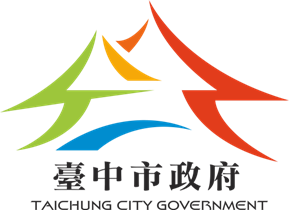 臺中市政府
TAICHUNG CITY GOVERNMENT